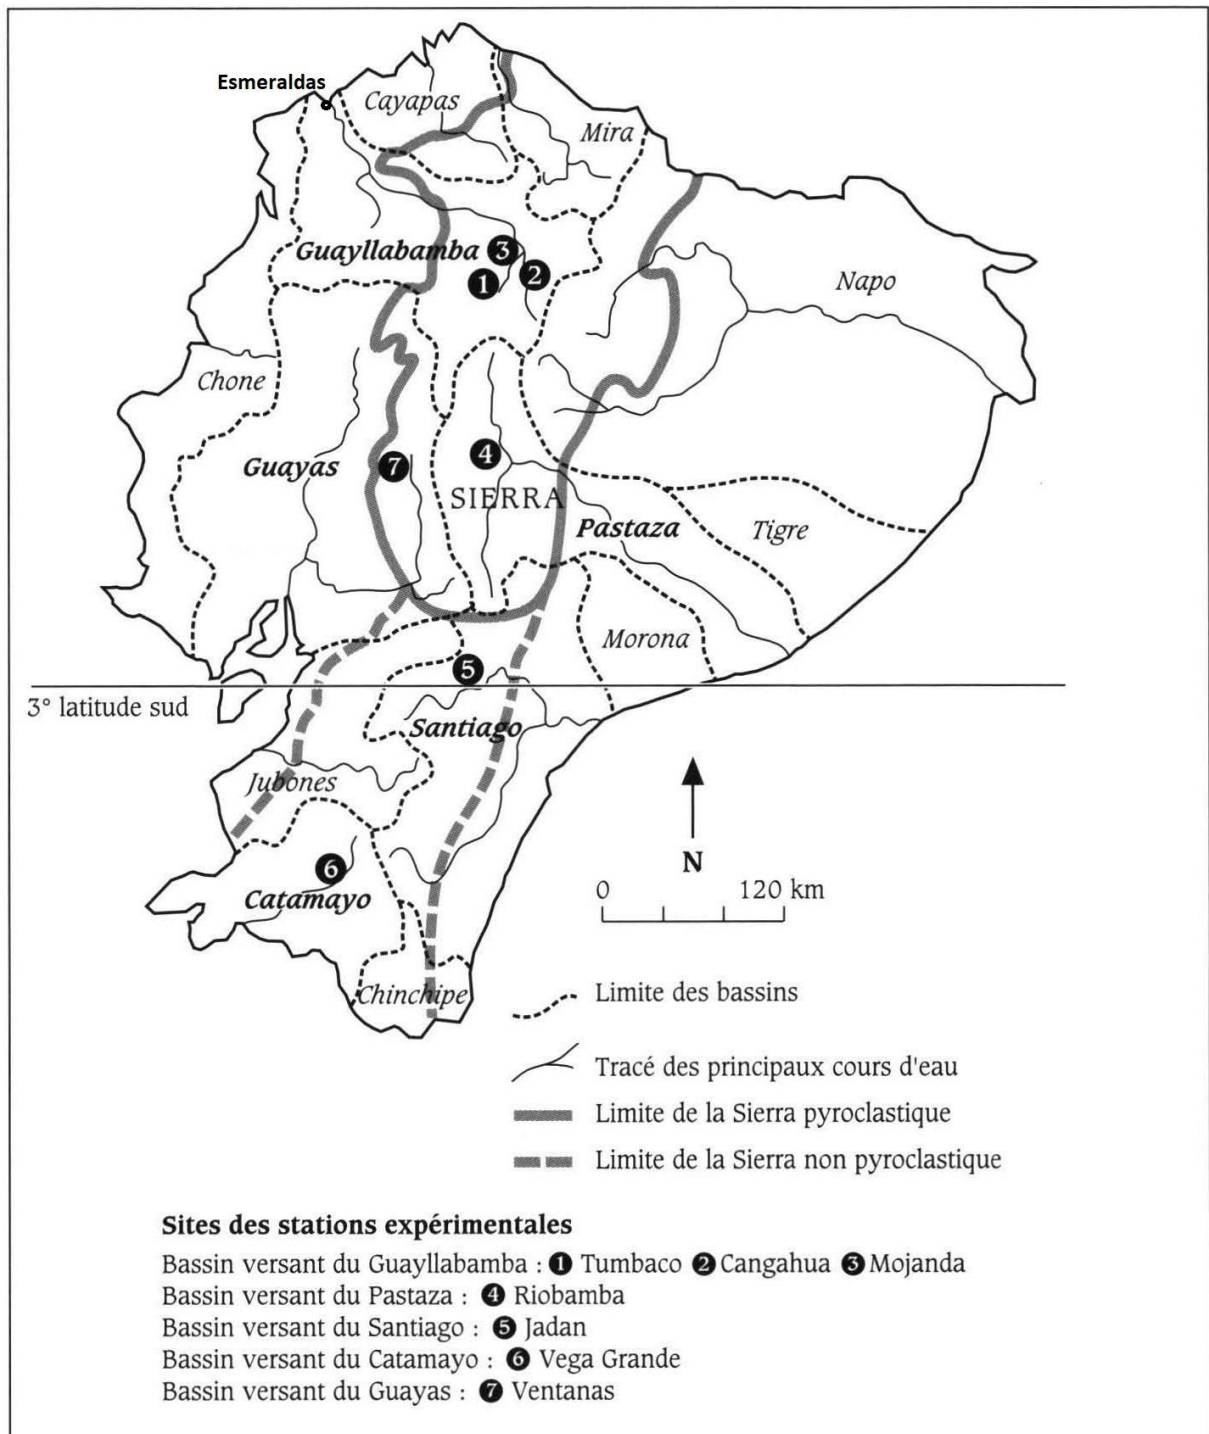 Esmeraldas
Cayapas
Mira
Guayllabamba
3
2
1
Napo
Chone
Guayas
7
4
SIERRA
Pastaza
Tigre
Morona
5
3° latitude sud
Santiago
Jubones
6
Catamayo
N
0 120 km
Chinchipe
Limite des bassins
Tracé des principaux cours d'eau
Limite de la Sierra pyroclastique
Limite de la Sierra non pyroclastique
Sites des stations expérimentales
Bassin versant du Guayllabamba : 1 Tumbaco 2 Cangahua 3 Mojanda
Bassin versant du Pastaza : 4 Riobamba
Bassin versant du Santiago : 5 Jadan
Bassin versant du Catamayo : 6 Vega Grande
Bassin versant du Guayas : 7 Ventanas